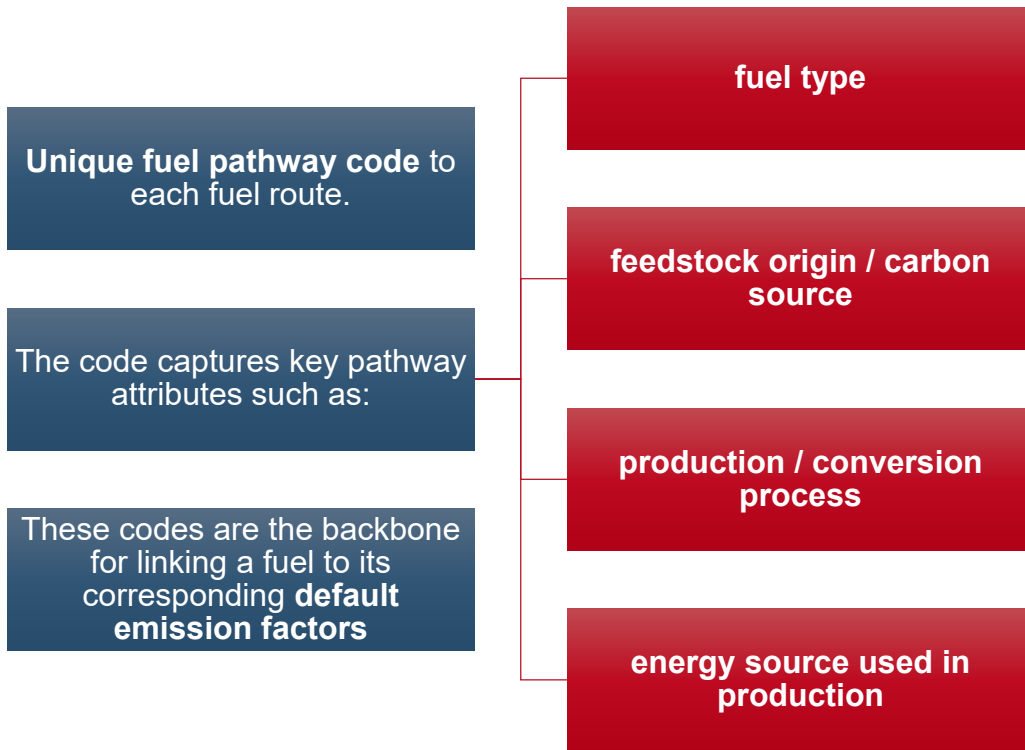 Unique fuel pathway code to
each fuel route.
The code captures key pathway
attributes such as:
These codes are the backbone
for linking a fuel to its
corresponding default
emission factors
fuel type
feedstock origin / carbon
source
production / conversion
process
energy source used in
production